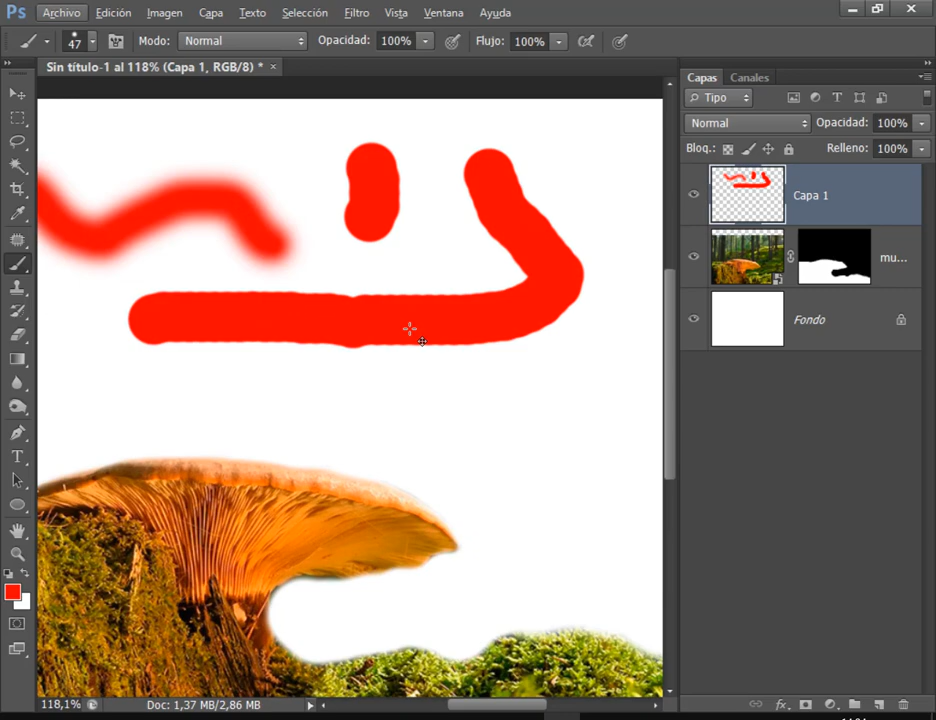 Ps Archivo Edición Imagen Capa Texto Selección Filtro Vista Ventana Ayuda
47 Modo: Normal Opacidad: 100% Flujo: 100%
Sin título-1 al 118% (Capa 1, RGB/8) * ×
Capas Canales
Tipo T
Normal Opacidad: 100%
Bloq.: Relleno: 100%
Capa 1
mu...
Fondo
T
118,1% Doc: 1,37 MB/2,86 MB fx